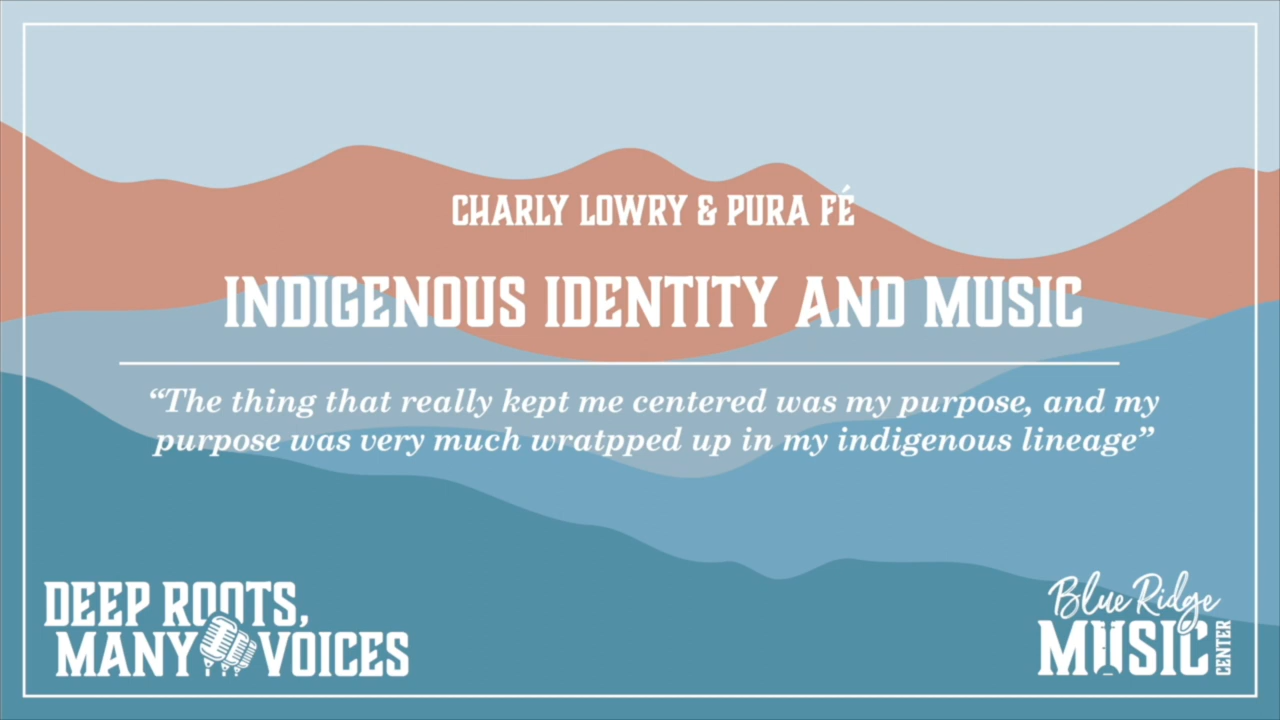 CHARLY LOWRY & PURA FÉ
INDIGENOUS IDENTITY AND MUSIC
“The thing that really kept me centered was my purpose, and my
purpose was very much wratpped up in my indigenous lineage”
DEEP ROOTS,
MANY VOICES
Blue Ridge
MUSIC
CENTER